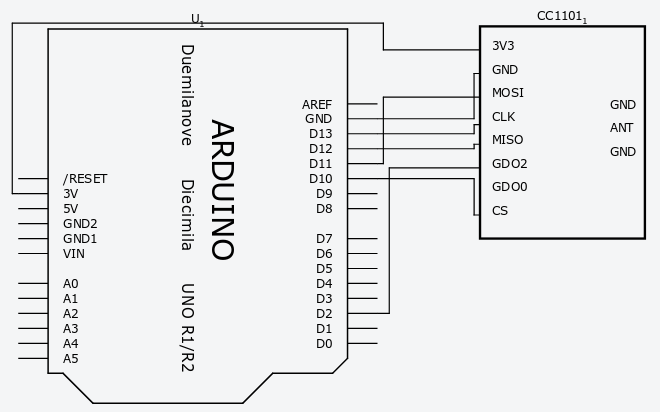 U1
CC11011
Duemilanove
Diecimila
UNO R1/R2
ARDUINO
/RESET
3V
5V
GND2
GND1
VIN
A0
A1
A2
A3
A4
A5
AREF
GND
D13
D12
D11
D10
D9
D8
D7
D6
D5
D4
D3
D2
D1
D0
3V3
GND
MOSI
CLK
MISO
GDO2
GDO0
CS
GND
ANT
GND